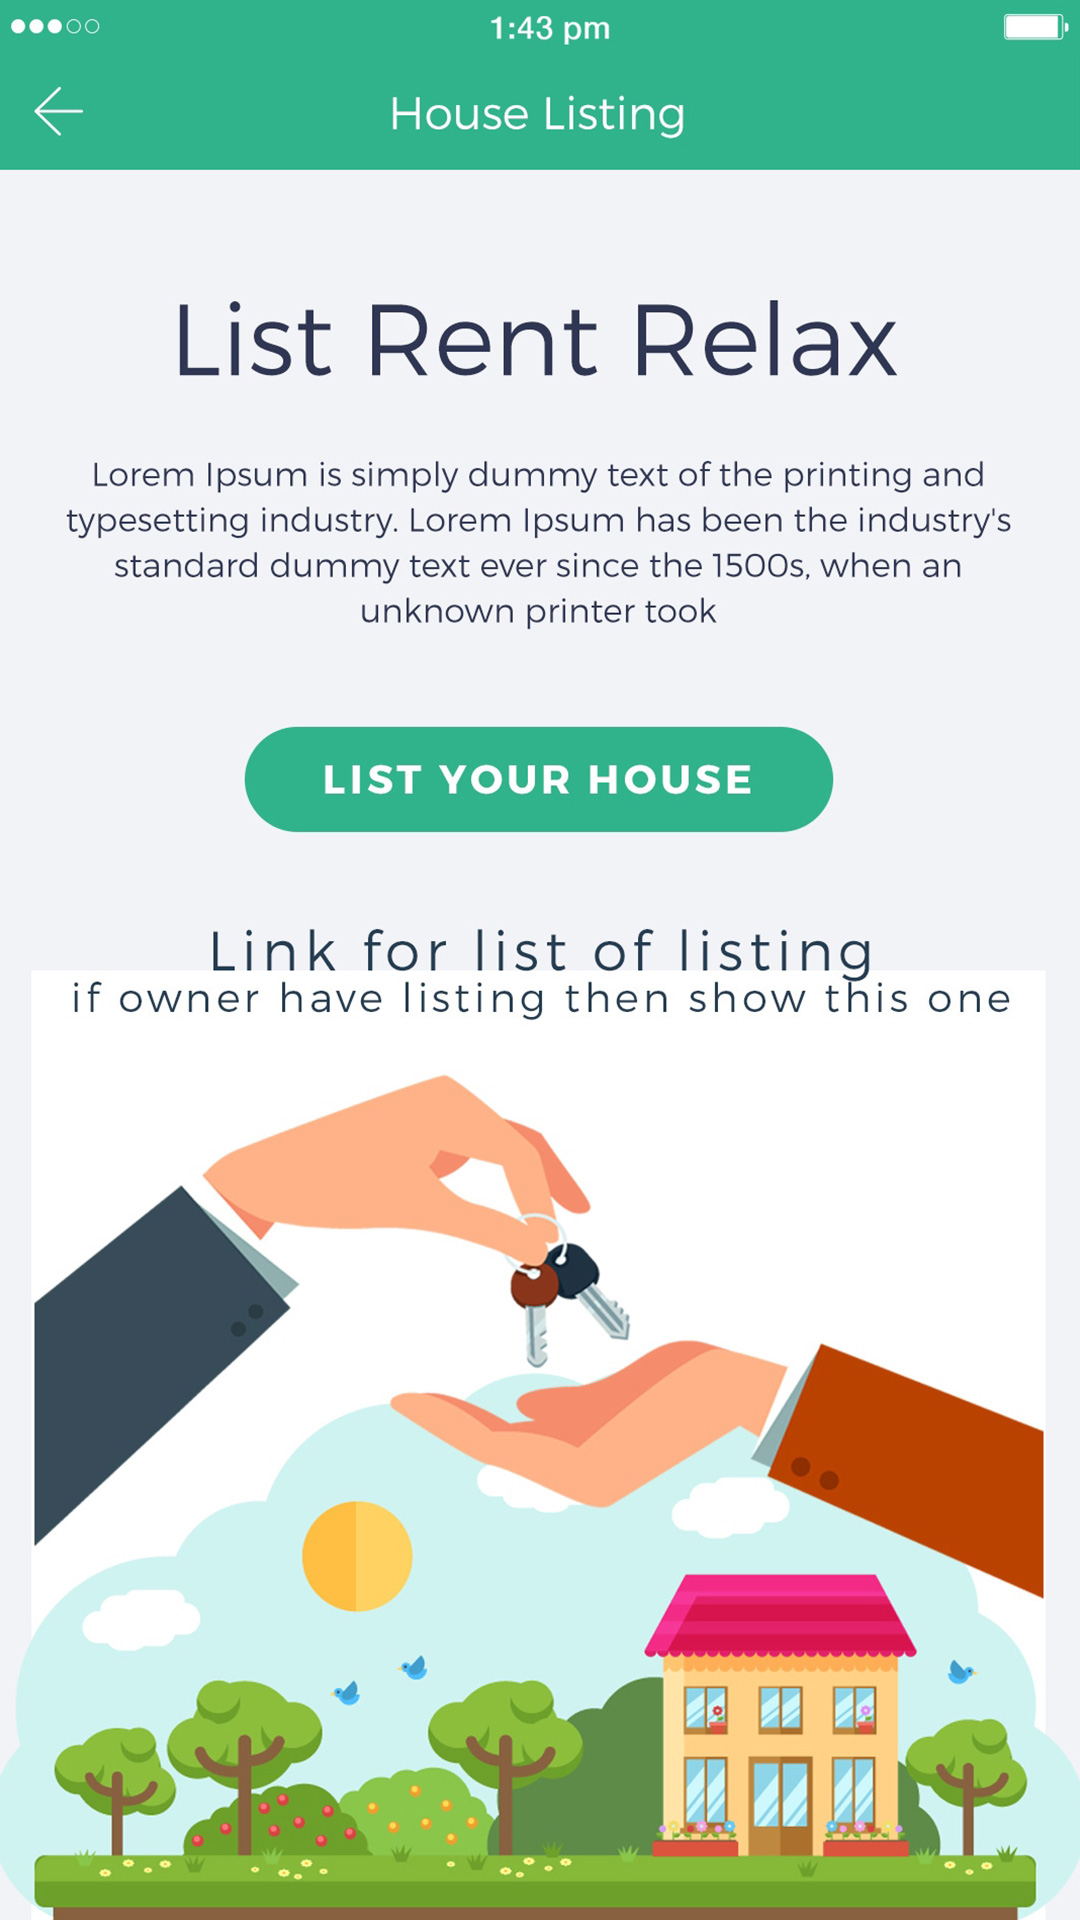 1:43 pm
House Listing
List Rent Relax
Lorem Ipsum is simply dummy text of the printing and
typesetting industry. Lorem Ipsum has been the industry's
standard dummy text ever since the 1500s, when an
unknown printer took
LIST YOUR HOUSE
Link for list of listing
if owner have listing then show this one